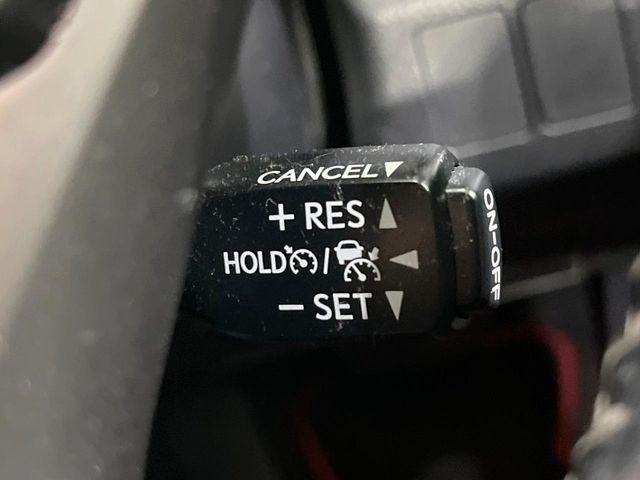 CANCEL▼
+ RES ▲
HOLD / ◀
− SET ▼
ON-OFF